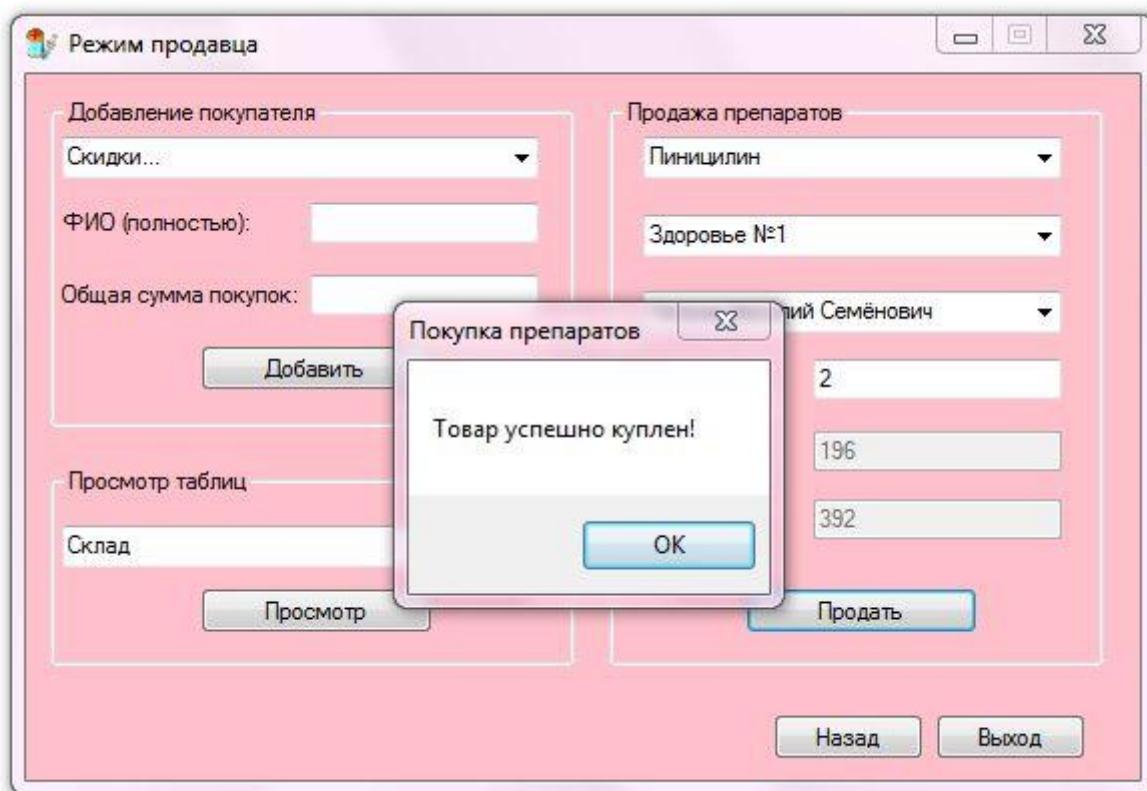 Режим продавца
Добавление покупателя
Скидки...
ФИО (полностью):
Общая сумма покупок:
Добавить
Просмотр таблиц
Склад
Просмотр
Продажа препаратов
Пиницилин
Здоровье №1
Семёнович
2
196
392
Продать
Покупка препаратов
Товар успешно куплен!
OK
Назад
Выход